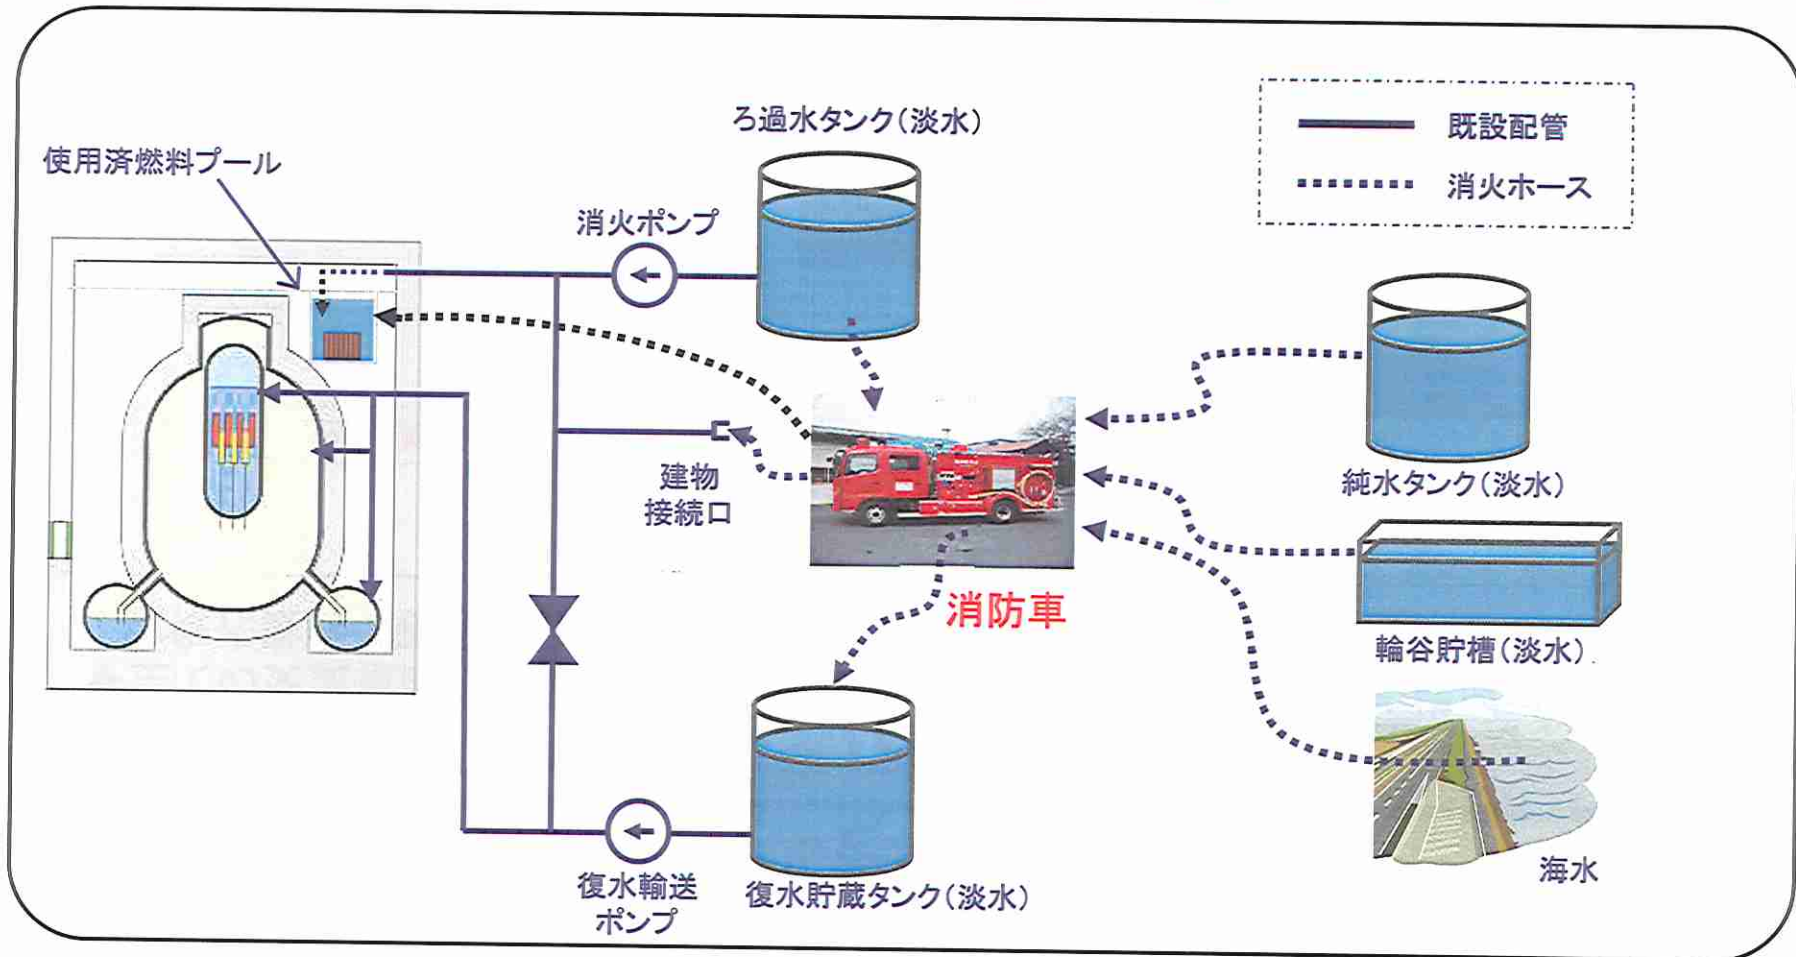 ろ過水タンク(淡水)
既設配管
消火ホース
使用済燃料プール
消火ポンプ
建物
接続口
純水タンク(淡水)
消防車
輪谷貯槽(淡水)
海水
復水輸送
ポンプ
復水貯蔵タンク(淡水)